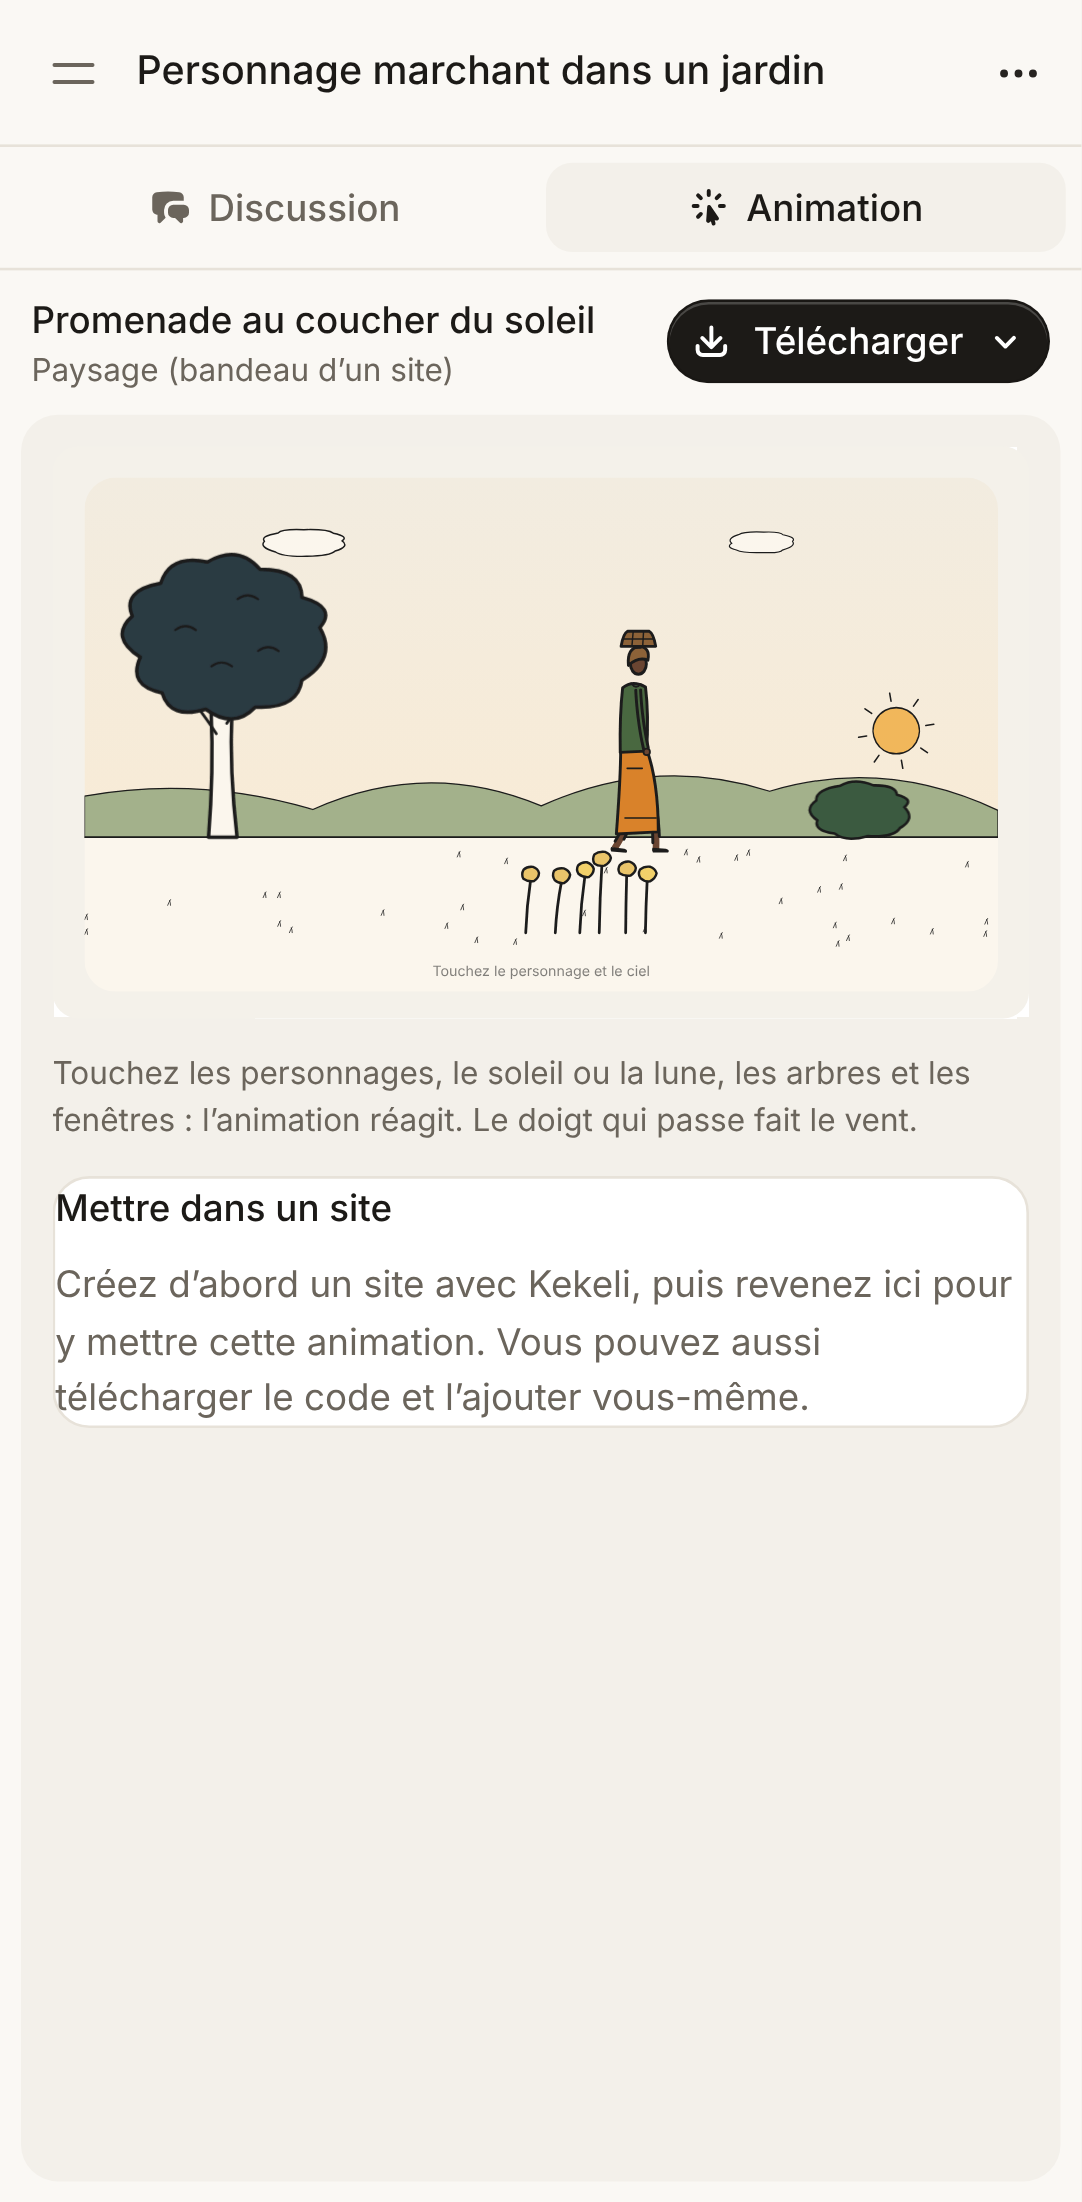 Personnage marchant dans un jardin
Discussion
Animation
Promenade au coucher du soleil
Télécharger
Paysage (bandeau d’un site)
Touchez le personnage et le ciel
Touchez les personnages, le soleil ou la lune, les arbres et les
fenêtres : l’animation réagit. Le doigt qui passe fait le vent.
Mettre dans un site
Créez d’abord un site avec Kekeli, puis revenez ici pour
y mettre cette animation. Vous pouvez aussi
télécharger le code et l’ajouter vous-même.